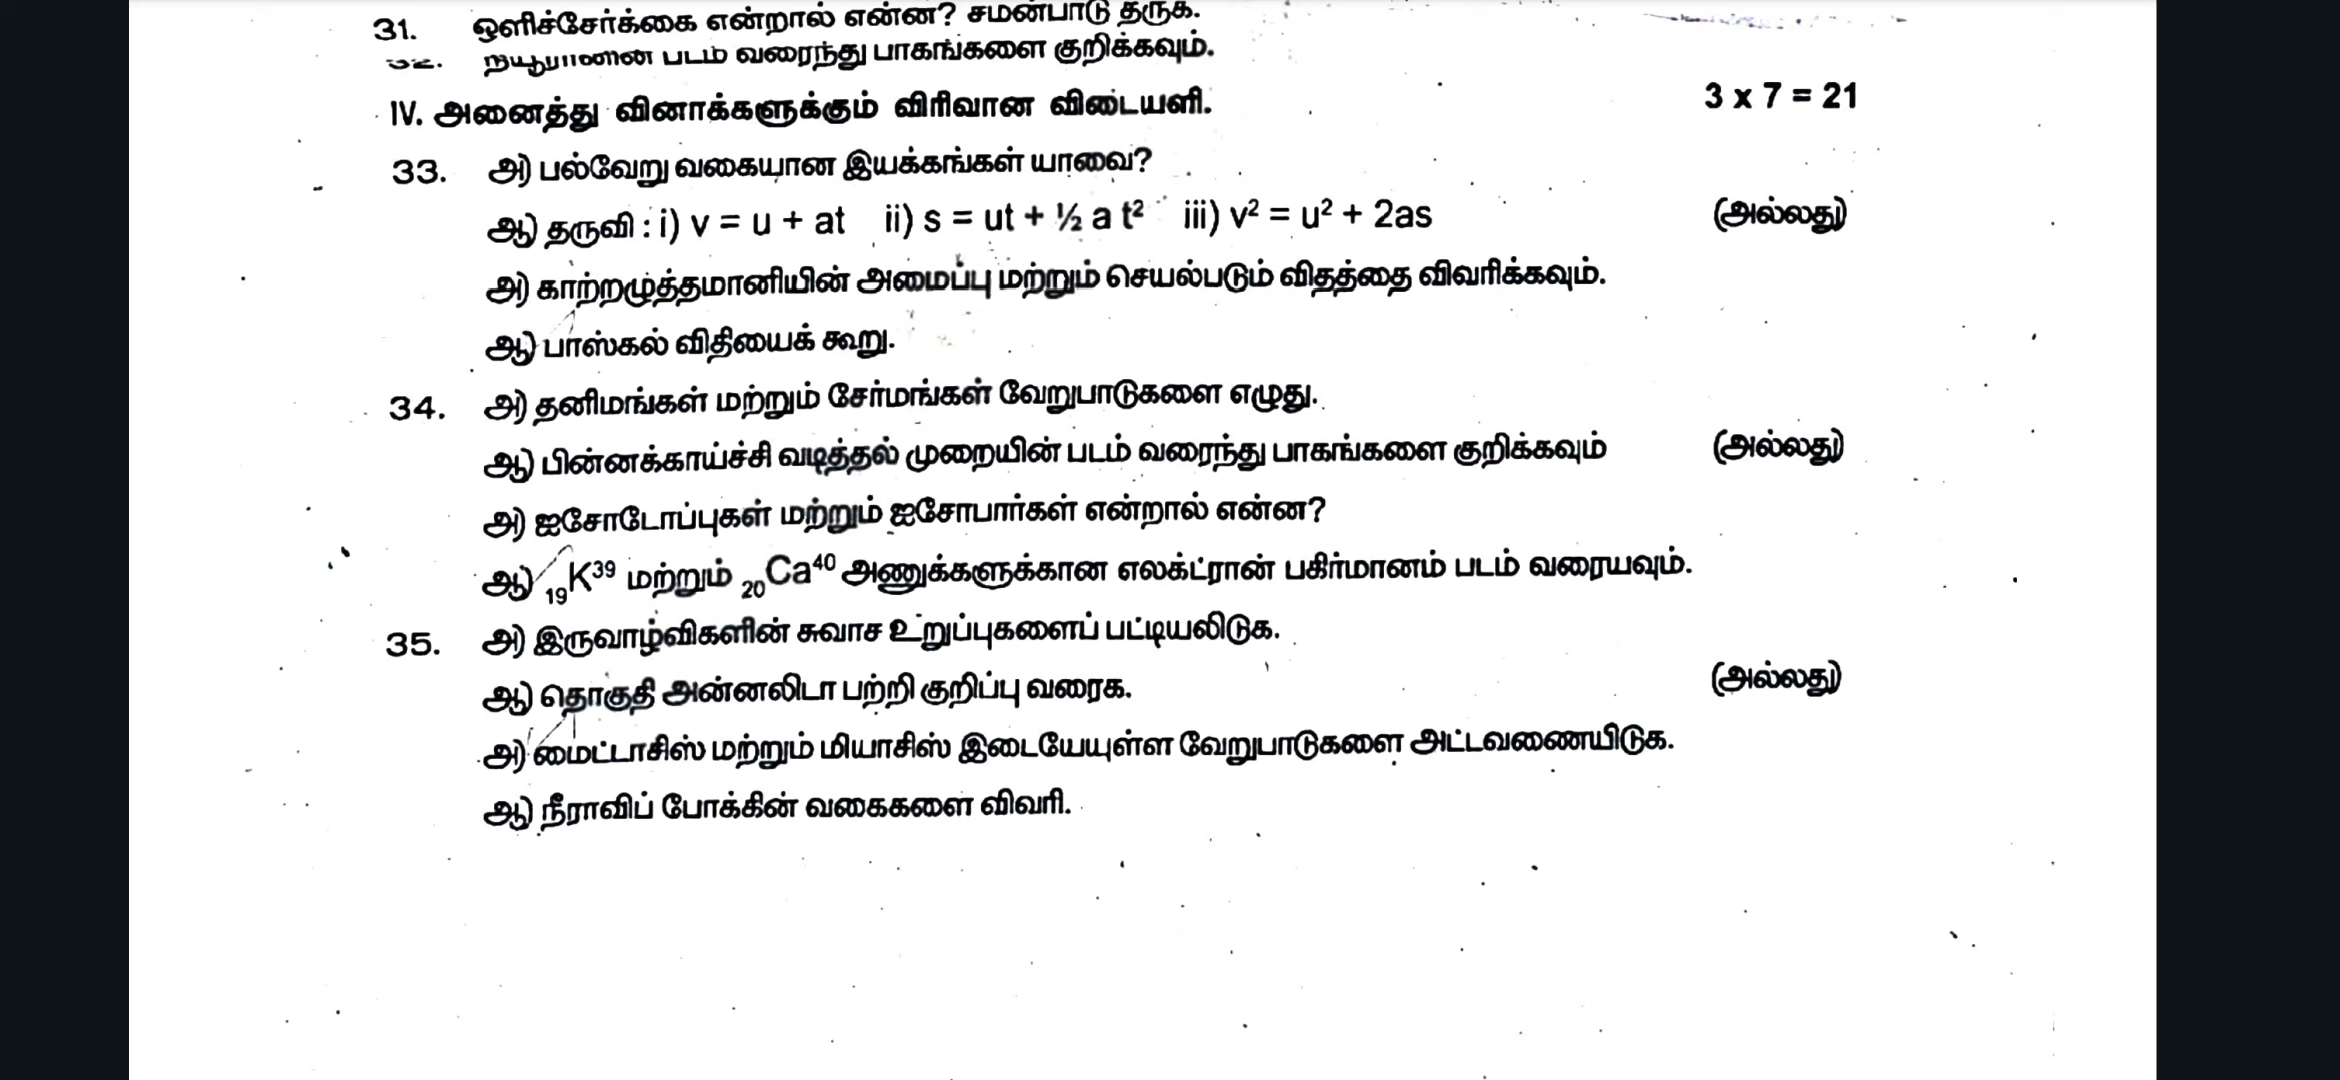 31. ஒளிச்சேர்க்கை என்றால் என்ன? சமன்பாடு தருக.
32. நியூரானின் படம் வரைந்து பாகங்களை குறிக்கவும்.
IV. அனைத்து வினாக்களுக்கும் விரிவான விடையளி. 3 x 7 = 21
33. அ) பல்வேறு வகையான இயக்கங்கள் யாவை?
ஆ) தருவி : i) v = u + at ii) s = ut + ½ a t² iii) v² = u² + 2as (அல்லது)
அ) காற்றழுத்தமானியின் அமைப்பு மற்றும் செயல்படும் விதத்தை விவரிக்கவும்.
ஆ) பாஸ்கல் விதியைக் கூறு.
34. அ) தனிமங்கள் மற்றும் சேர்மங்கள் வேறுபாடுகளை எழுது.
ஆ) பின்னக்காய்ச்சி வடித்தல் முறையின் படம் வரைந்து பாகங்களை குறிக்கவும் (அல்லது)
அ) ஐசோடோப்புகள் மற்றும் ஐசோபார்கள் என்றால் என்ன?
ஆ) ₁₉K³⁹ மற்றும் ₂₀Ca⁴⁰ அணுக்களுக்கான எலக்ட்ரான் பகிர்மானம் படம் வரையவும்.
35. அ) இருவாழ்விகளின் சுவாச உறுப்புகளைப் பட்டியலிடுக.
ஆ) தொகுதி அன்னலிடா பற்றி குறிப்பு வரைக. (அல்லது)
அ) மைட்டாசிஸ் மற்றும் மியாசிஸ் இடையேயுள்ள வேறுபாடுகளை அட்டவணையிடுக.
ஆ) நீராவிப் போக்கின் வகைகளை விவரி.